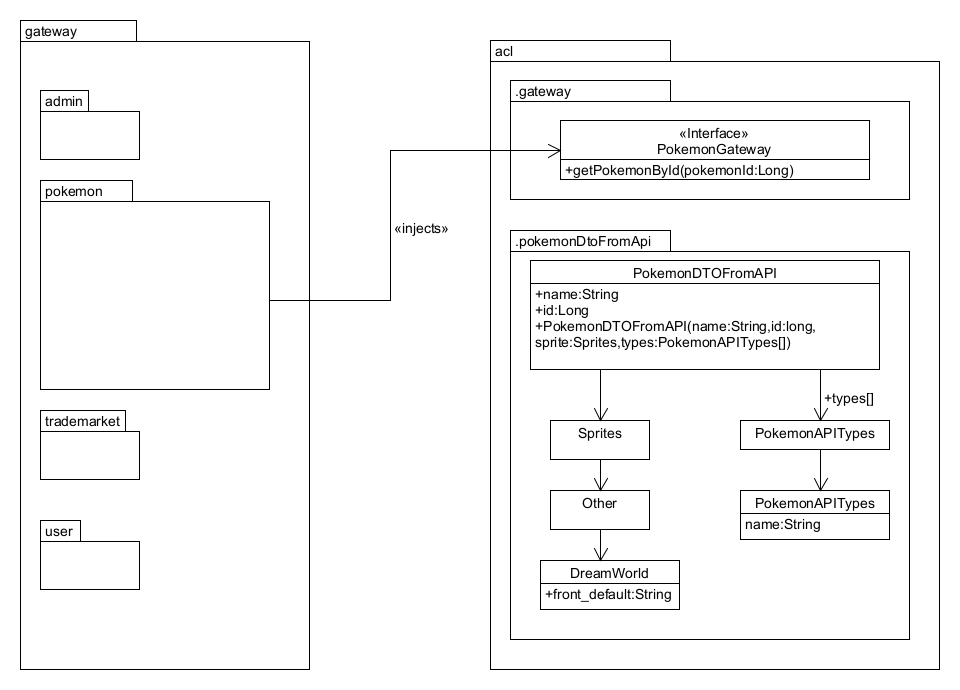 gateway
admin
pokemon
trademarket
user
«injects»
acl
.gateway
«Interface»
PokemonGateway
+getPokemonById(pokemonId:Long)
.pokemonDtoFromApi
PokemonDTOFromAPI
+name:String
+id:Long
+PokemonDTOFromAPI(name:String,id:long,
sprite:Sprites,types:PokemonAPITypes[])
+types[]
Sprites
PokemonAPITypes
Other
PokemonAPITypes
name:String
DreamWorld
+front_default:String